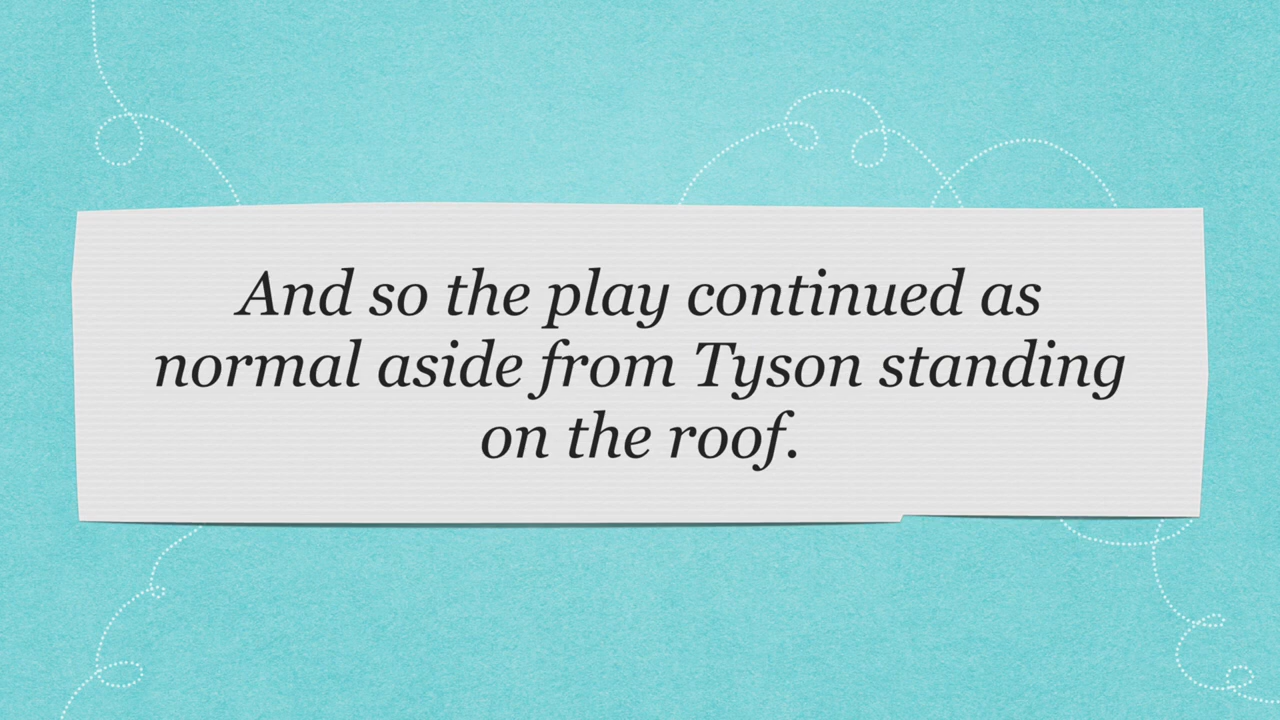 And so the play continued as
normal aside from Tyson standing
on the roof.